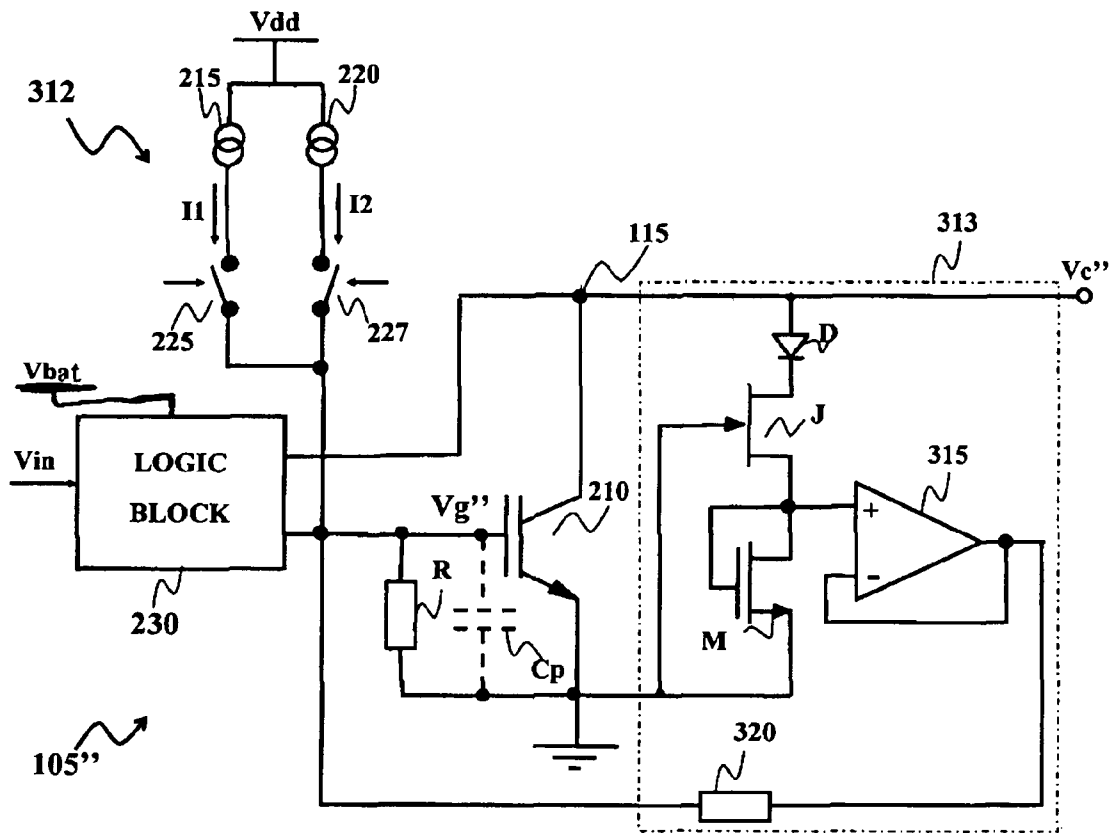 Vdd
215
220
312
I1
I2
115
313
Vc’’
225
227
D
Vbat
J
Vin
LOGIC
BLOCK
Vg’’
210
315
+
-
R
230
M
Cp
320
105’’